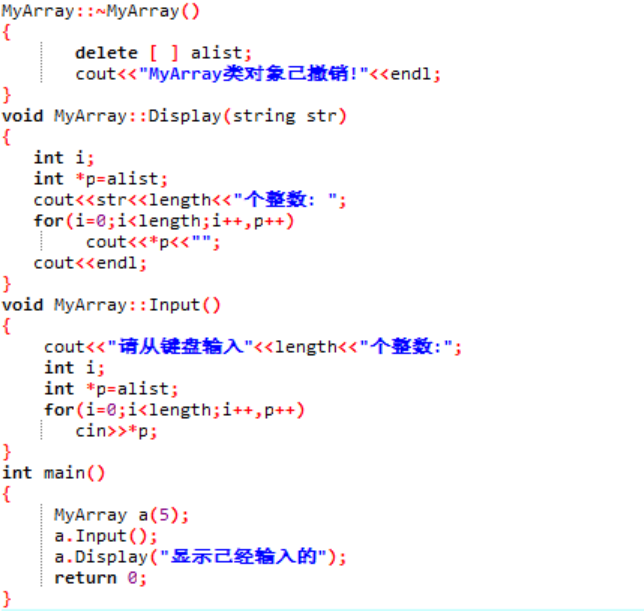 MyArray::~MyArray()
{
delete [ ] alist;
cout<<"MyArray类对象已撤销!"<<endl;
}
void MyArray::Display(string str)
{
int i;
int *p=alist;
cout<<str<<length<<"个整数: ";
for(i=0;i<length;i++,p++)
cout<<*p<<"";
cout<<endl;
}
void MyArray::Input()
{
cout<<"请从键盘输入"<<length<<"个整数:";
int i;
int *p=alist;
for(i=0;i<length;i++,p++)
cin>>*p;
}
int main()
{
MyArray a(5);
a.Input();
a.Display("显示已经输入的");
return 0;
}